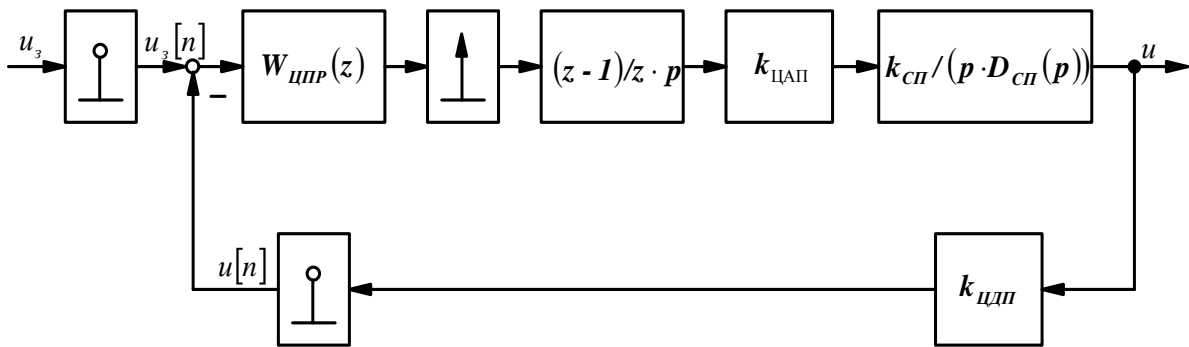 u_з
u_з[n]
−
W_ЦПР(z)
(z - 1)/z · p
k_ЦАП
k_СП/(p · D_СП(p))
u
u[n]
k_ЦДП